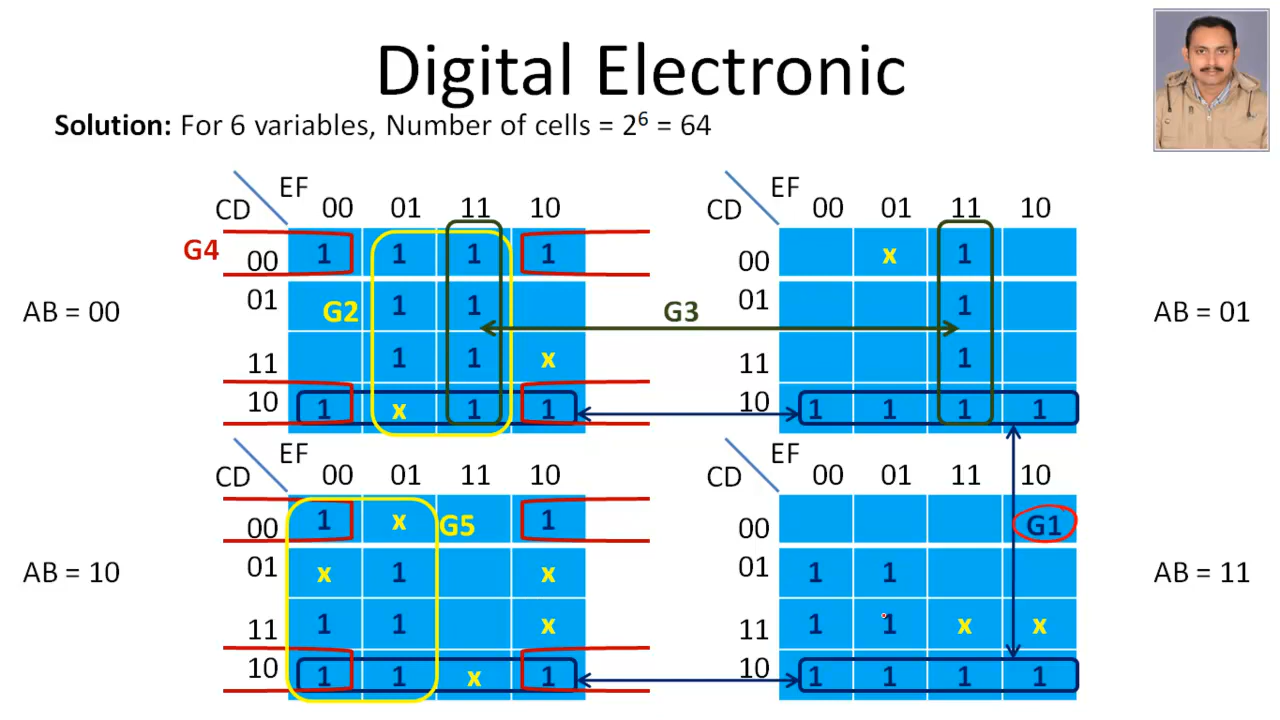 Digital Electronic
Solution: For 6 variables, Number of cells = 2⁶ = 64
EF
CD 00 01 11 10
G4 00 1 1 1 1
01 G2 1 1
11 1 1 x
10 1 x 1 1
AB = 00
G3
EF
CD 00 01 11 10
00 x 1
01 1
11 1
10 1 1 1 1
AB = 01
EF
CD 00 01 11 10
00 1 x G5 1
01 x 1 x
11 1 1 x
10 1 1 x 1
AB = 10
EF
CD 00 01 11 10
00 G1
01 1 1
11 1 1 x x
10 1 1 1 1
AB = 11